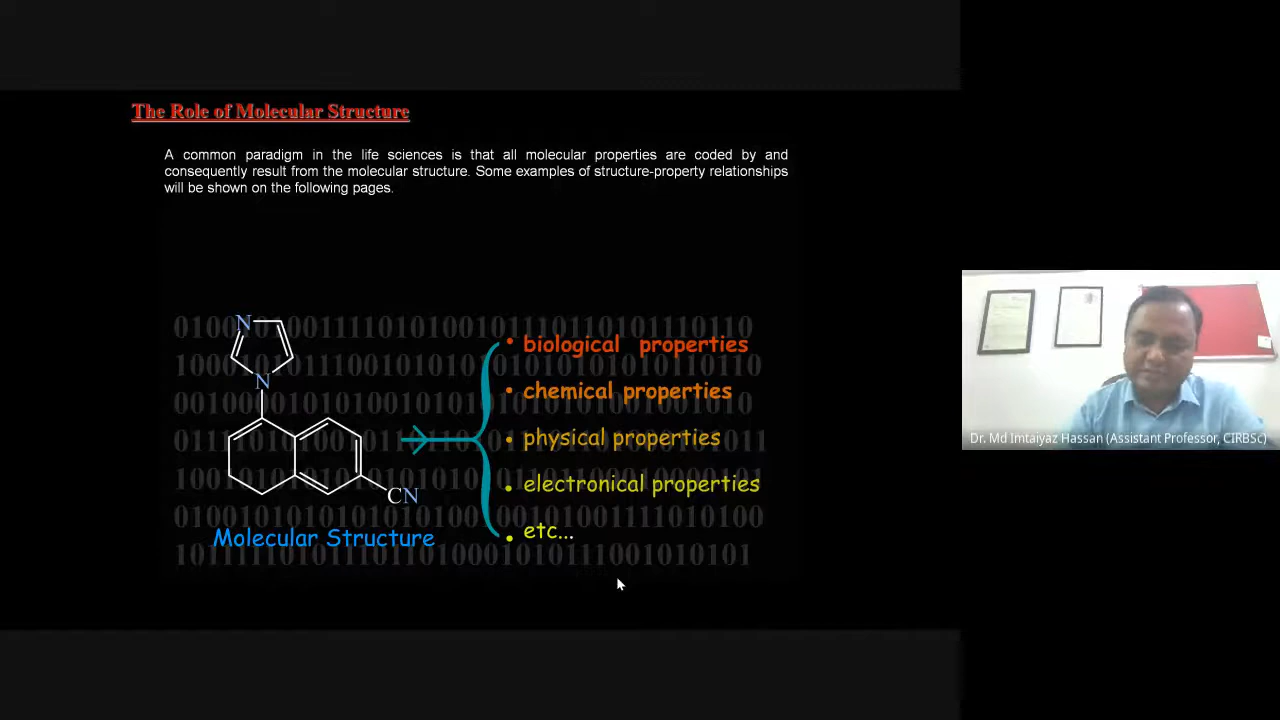 The Role of Molecular Structure
A common paradigm in the life sciences is that all molecular properties are coded by and
consequently result from the molecular structure. Some examples of structure-property relationships
will be shown on the following pages.
N
N
CN
Molecular Structure
• biological properties
• chemical properties
• physical properties
• electronical properties
• etc...
Dr. Md Imtaiyaz Hassan (Assistant Professor, CIRBSc)